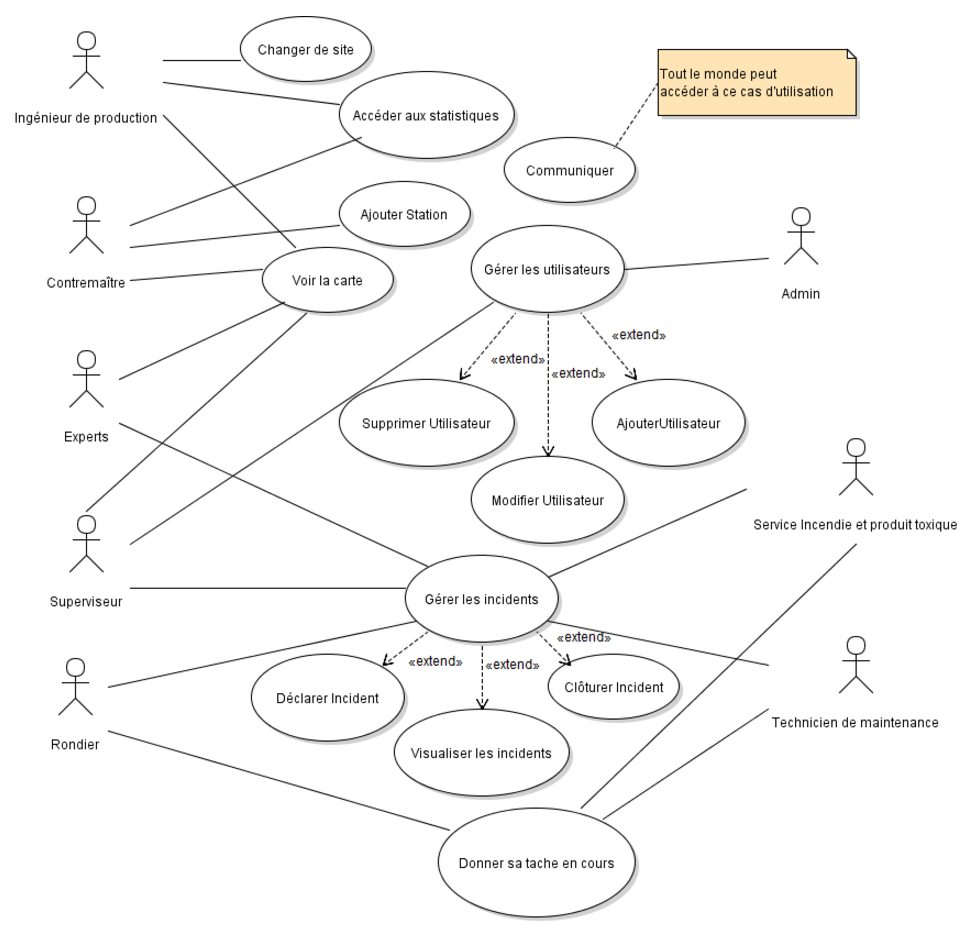 Changer de site
Ingénieur de production
Accéder aux statistiques
Tout le monde peut
accéder à ce cas d'utilisation
Communiquer
Ajouter Station
Contremaître
Voir la carte
Gérer les utilisateurs
Admin
«extend»
«extend»
«extend»
Experts
Supprimer Utilisateur
AjouterUtilisateur
Modifier Utilisateur
Service Incendie et produit toxique
Superviseur
Gérer les incidents
«extend»
«extend»
«extend»
Déclarer Incident
Clôturer Incident
Rondier
Visualiser les incidents
Technicien de maintenance
Donner sa tache en cours